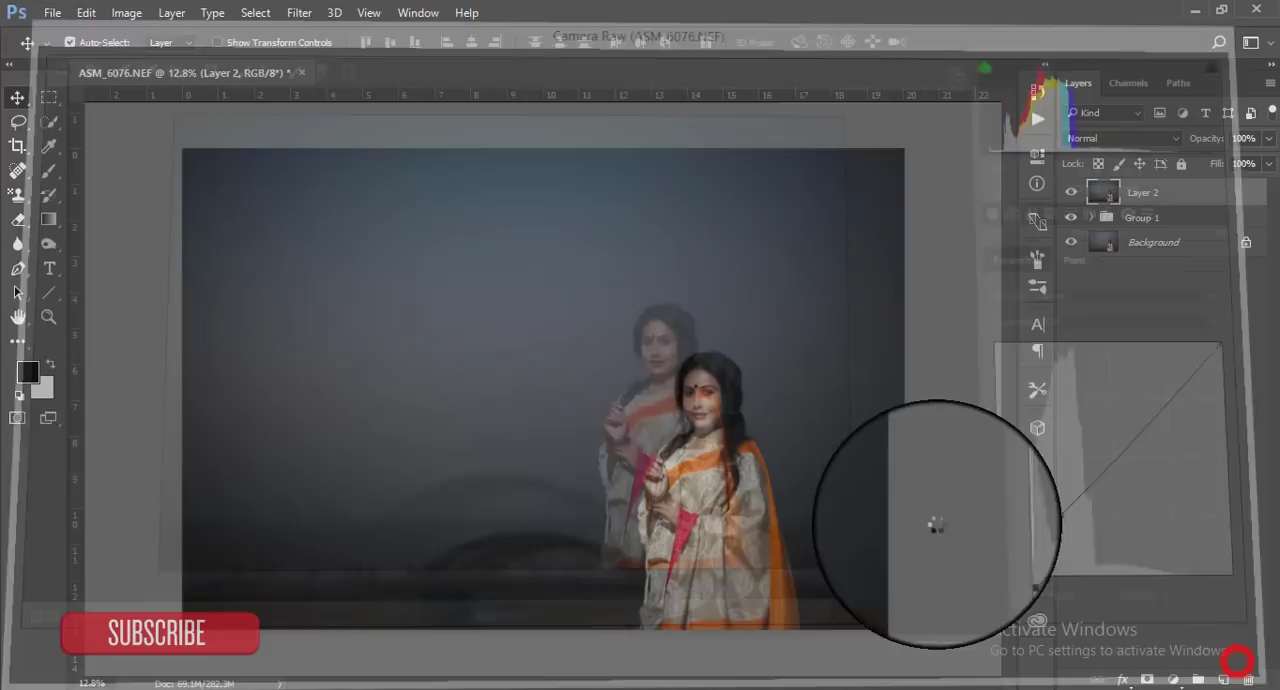 Ps File Edit Image Layer Type Select Filter 3D View Window Help
Camera Raw (ASM_6076.NEF)
Auto-Select: Layer Show Transform Controls
ASM_6076.NEF @ 12.8% (Layer 2, RGB/8*) *
Layers Channels Paths
Kind
Normal Opacity: 100%
Lock: Fill: 100%
Layer 2
Group 1
Background
Point
SUBSCRIBE
Activate Windows
Go to PC settings to activate Windows
12.8% Doc: 69.1M/282.3M